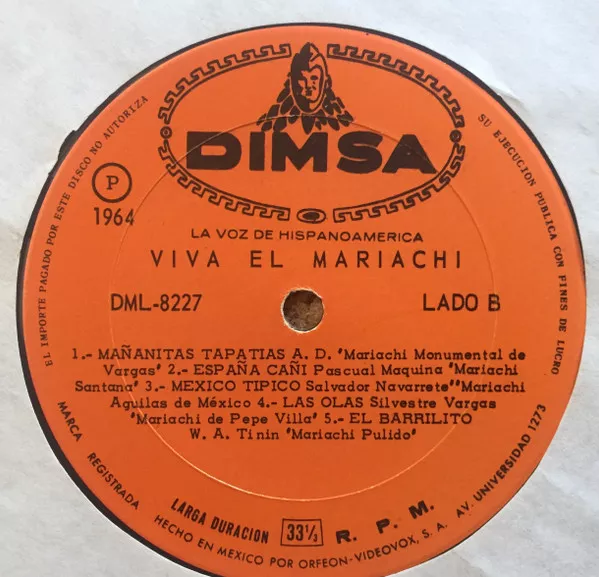 DIMSA
LA VOZ DE HISPANOAMERICA
VIVA EL MARIACHI
Ⓟ
1964
DML-8227
LADO B
1.- MAÑANITAS TAPATIAS A. D. "Mariachi Monumental de
Vargas" 2.- ESPAÑA CAÑI Pascual Maquina "Mariachi
Santana" 3.- MEXICO TIPICO Salvador Navarrete""Mariachi
Aguilas de México 4.- LAS OLAS Silvestre Vargas
"Mariachi de Pepe Villa" 5.- EL BARRILITO
W. A. Tinin "Mariachi Pulido"
EL IMPORTE PAGADO POR ESTE DISCO NO AUTORIZA
SU EJECUCION PUBLICA CON FINES DE LUCRO
MARCA REGISTRADA
LARGA DURACION 33⅓ R. P. M.
HECHO EN MEXICO POR ORFEON-VIDEOVOX, S. A. AV. UNIVERSIDAD 1273